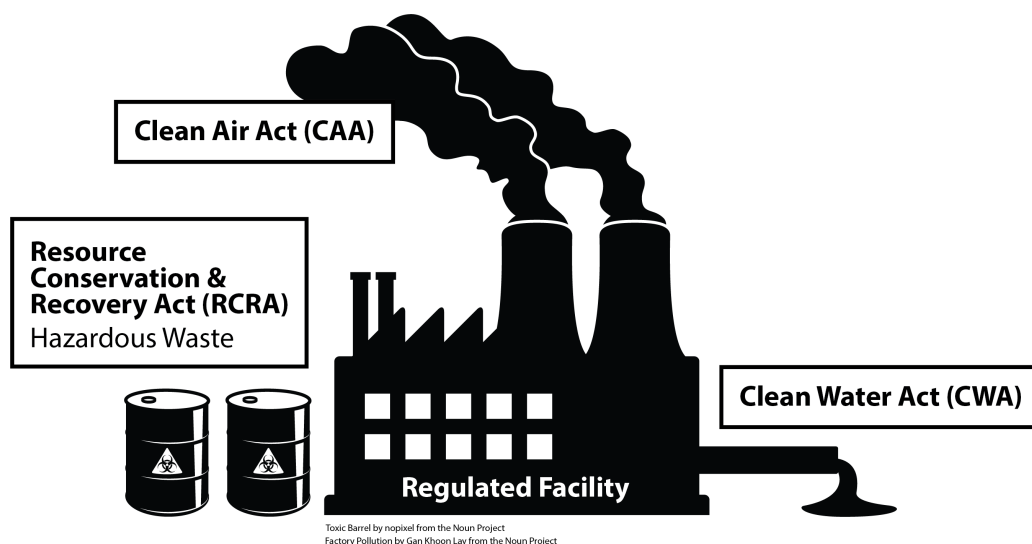 Clean Air Act (CAA)
Resource
Conservation &
Recovery Act (RCRA)
Hazardous Waste
Clean Water Act (CWA)
Regulated Facility
Toxic Barrel by nopixel from the Noun Project
Factory Pollution by Gan Khoon Lay from the Noun Project